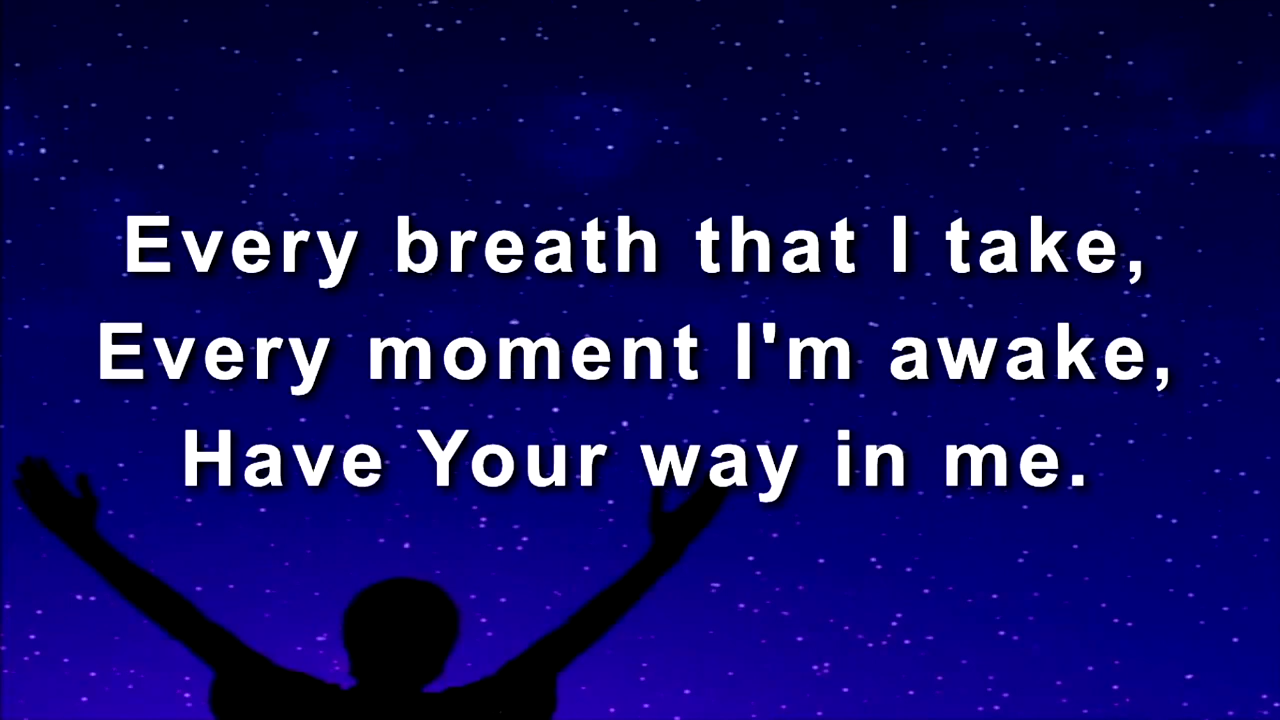 Every breath that I take,
Every moment I'm awake,
Have Your way in me.